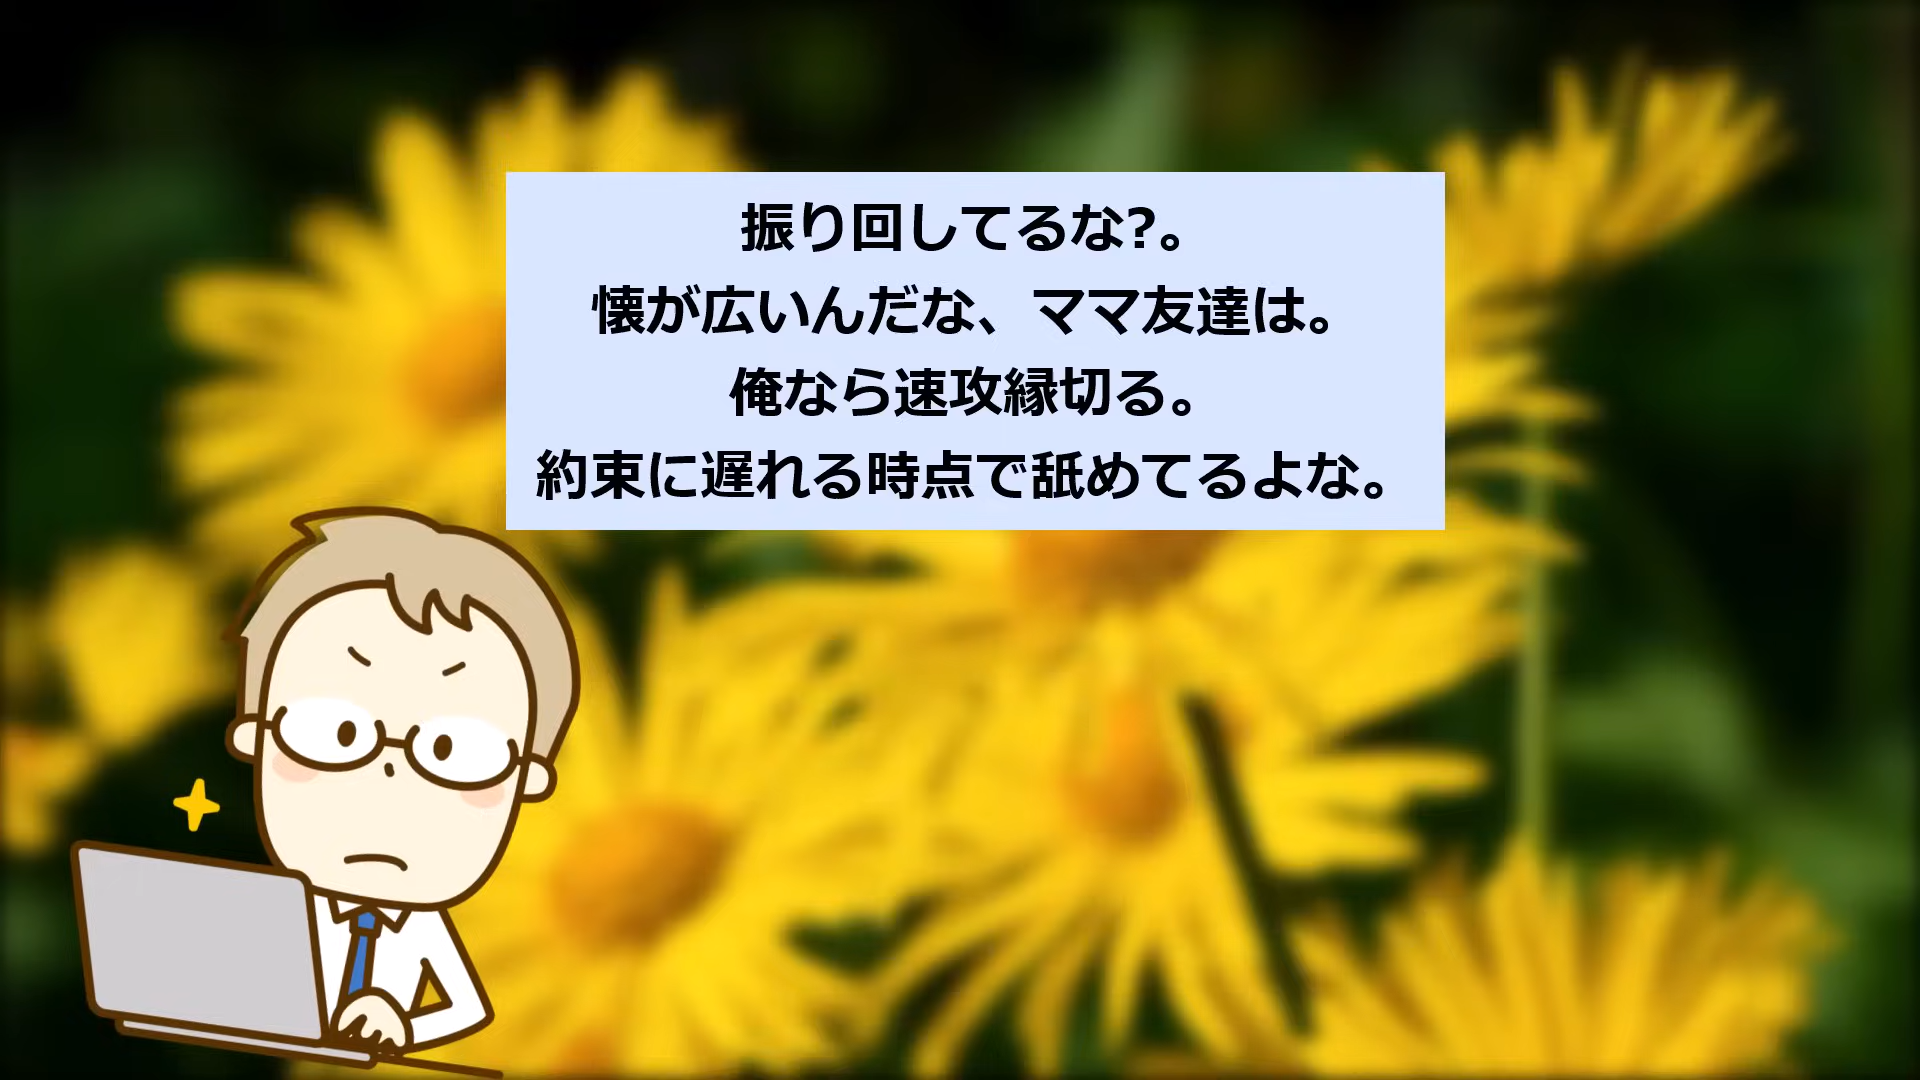 振り回してるな?。
懐が広いんだな、ママ友達は。
俺なら速攻縁切る。
約束に遅れる時点で舐めてるよな。